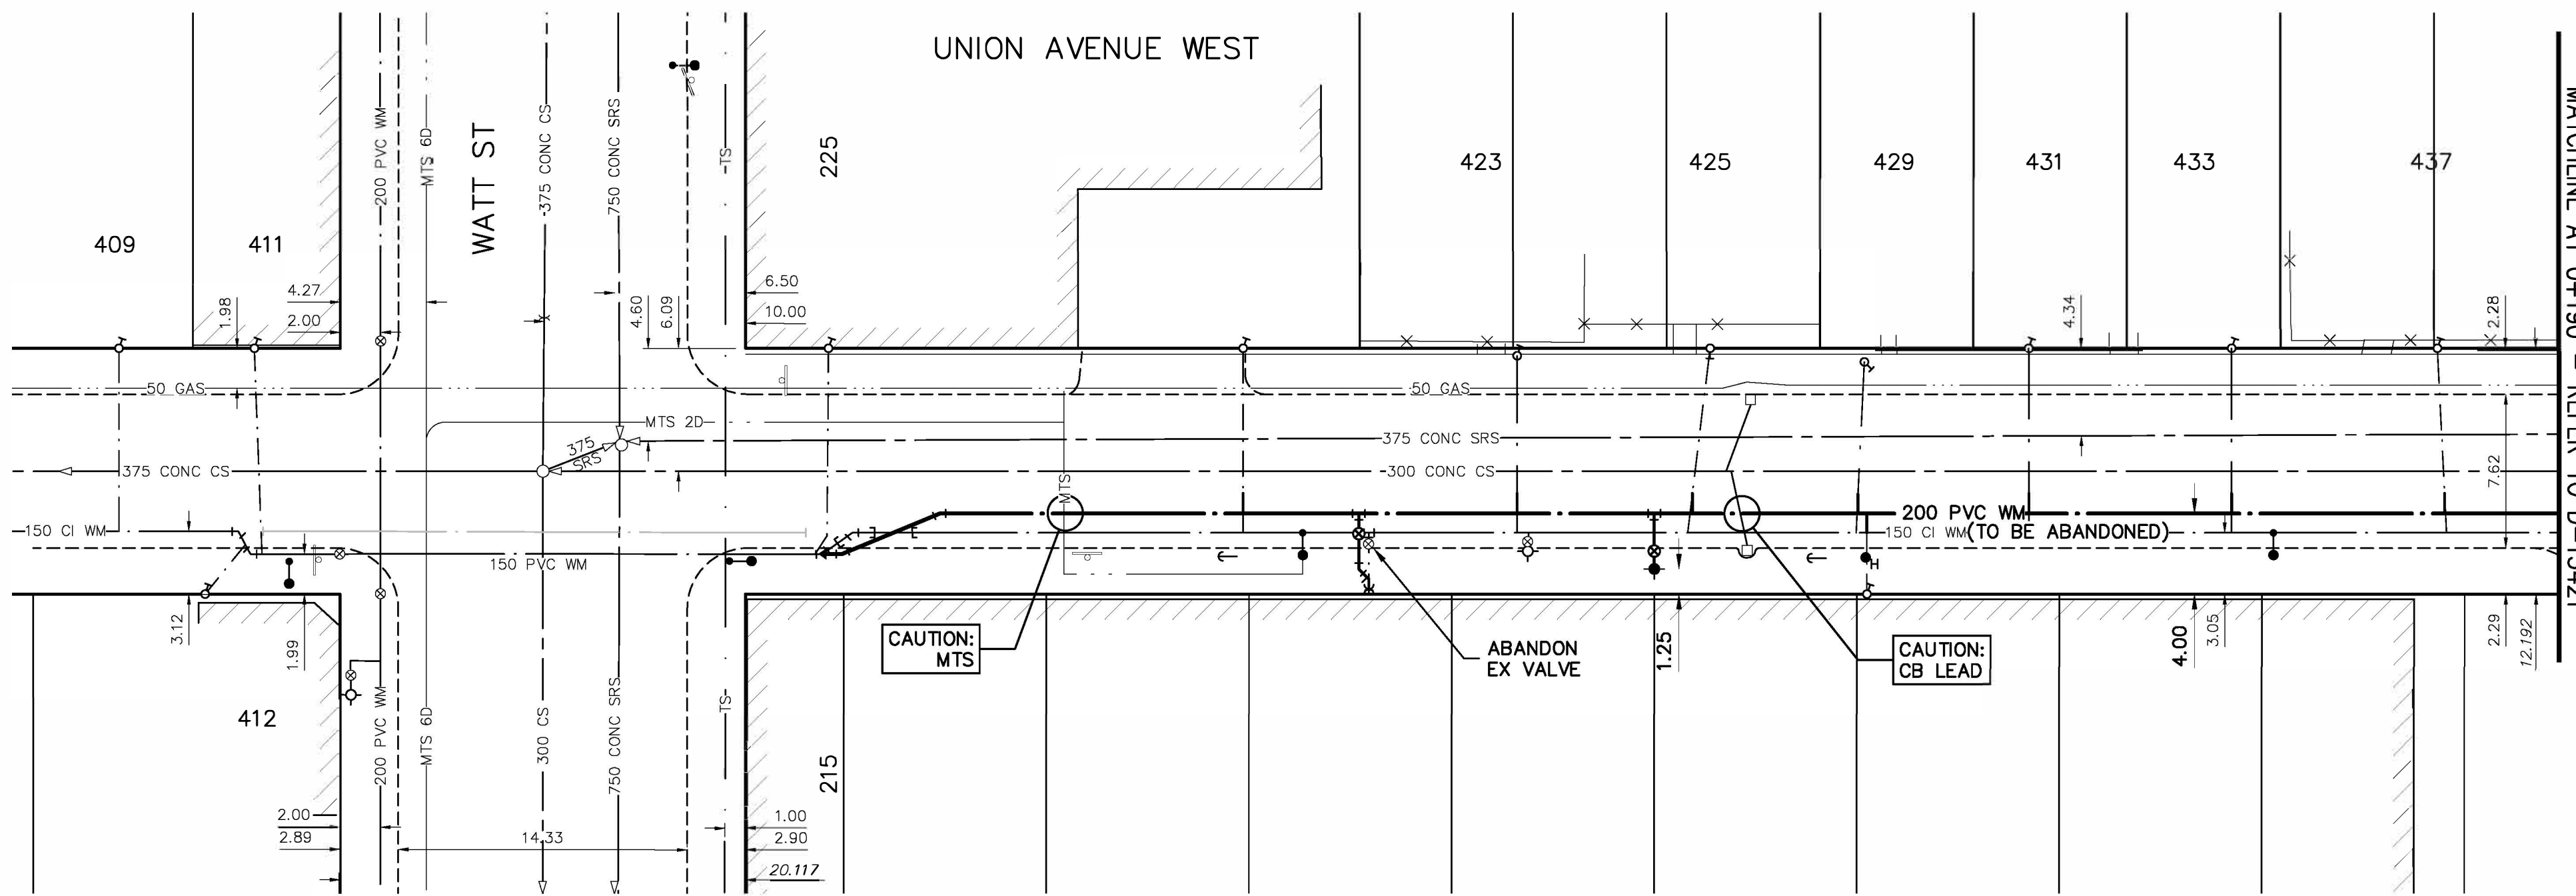 UNION AVENUE WEST
WATT ST
409
411
225
423
425
429
431
433
437
200 PVC WM
MTS 6D
375 CONC CS
750 CONC SRS
TS
4.27
2.00
1.98
4.60
6.09
6.50
10.00
4.34
2.28
50 GAS
50 GAS
MTS 2D
375 CONC SRS
375 SRS
375 CONC CS
300 CONC CS
7.62
MTS
150 CI WM
200 PVC WM
150 CI WM (TO BE ABANDONED)
150 PVC WM
3.12
1.99
CAUTION:
MTS
ABANDON
EX VALVE
1.25
CAUTION:
CB LEAD
4.00
3.05
2.29
12.192
412
200 PVC WM
MTS 6D
300 CS
750 CONC SRS
TS
215
2.00
2.89
14.33
1.00
2.90
20.117